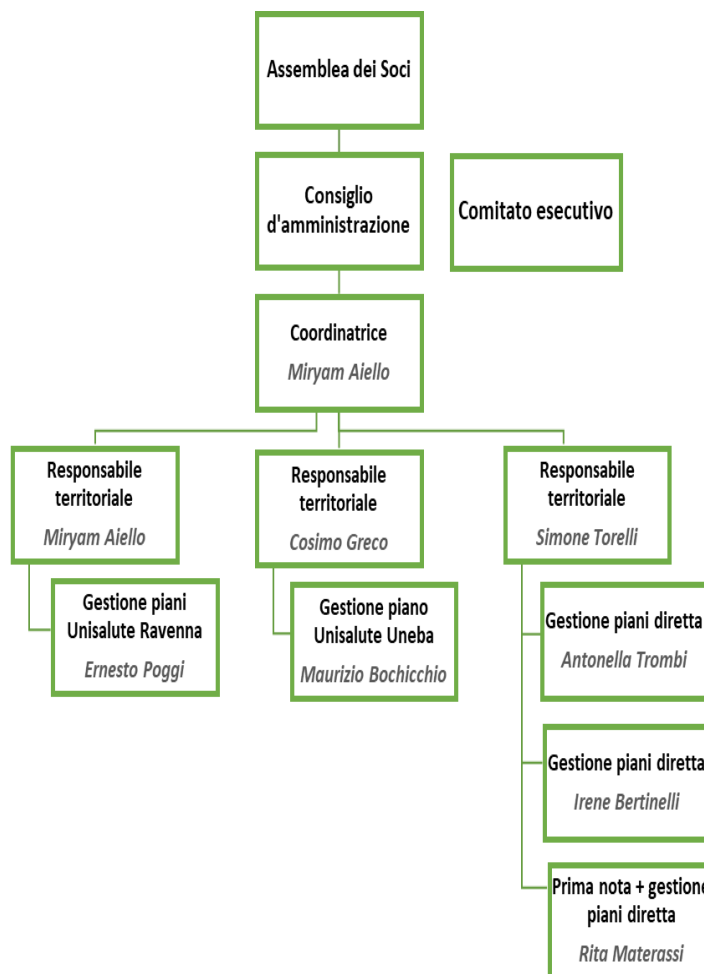 Assemblea dei Soci
Consiglio
d'amministrazione
Comitato esecutivo
Coordinatrice
Miryam Aiello
Responsabile
territoriale
Miryam Aiello
Responsabile
territoriale
Cosimo Greco
Responsabile
territoriale
Simone Torelli
Gestione piani
Unisalute Ravenna
Ernesto Poggi
Gestione piano
Unisalute Uneba
Maurizio Bochicchio
Gestione piani diretta
Antonella Trombi
Gestione piani diretta
Irene Bertinelli
Prima nota + gestione
piani diretta
Rita Materassi